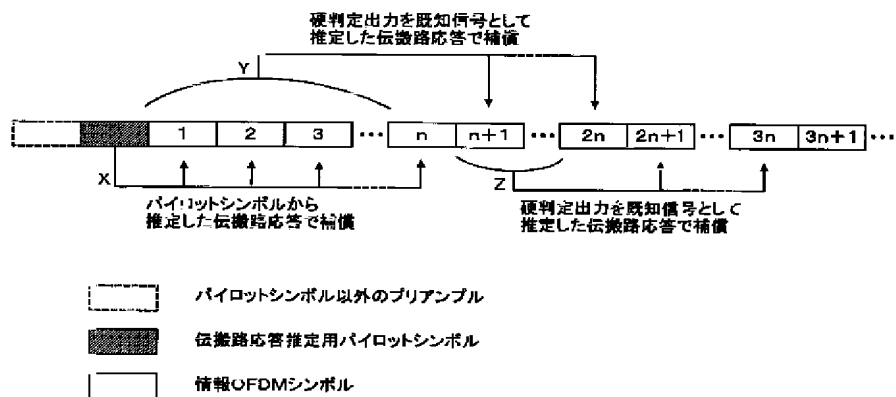 硬判定出力を既知信号として
推定した伝搬路応答で補償
Y
1 2 3 ••• n n+1 ••• 2n 2n+1 ••• 3n 3n+1 •••
X
Z
パイロットシンボルから
推定した伝搬路応答で補償
硬判定出力を既知信号として
推定した伝搬路応答で補償
パイロットシンボル以外のプリアンブル
伝搬路応答推定用パイロットシンボル
情報OFDMシンボル